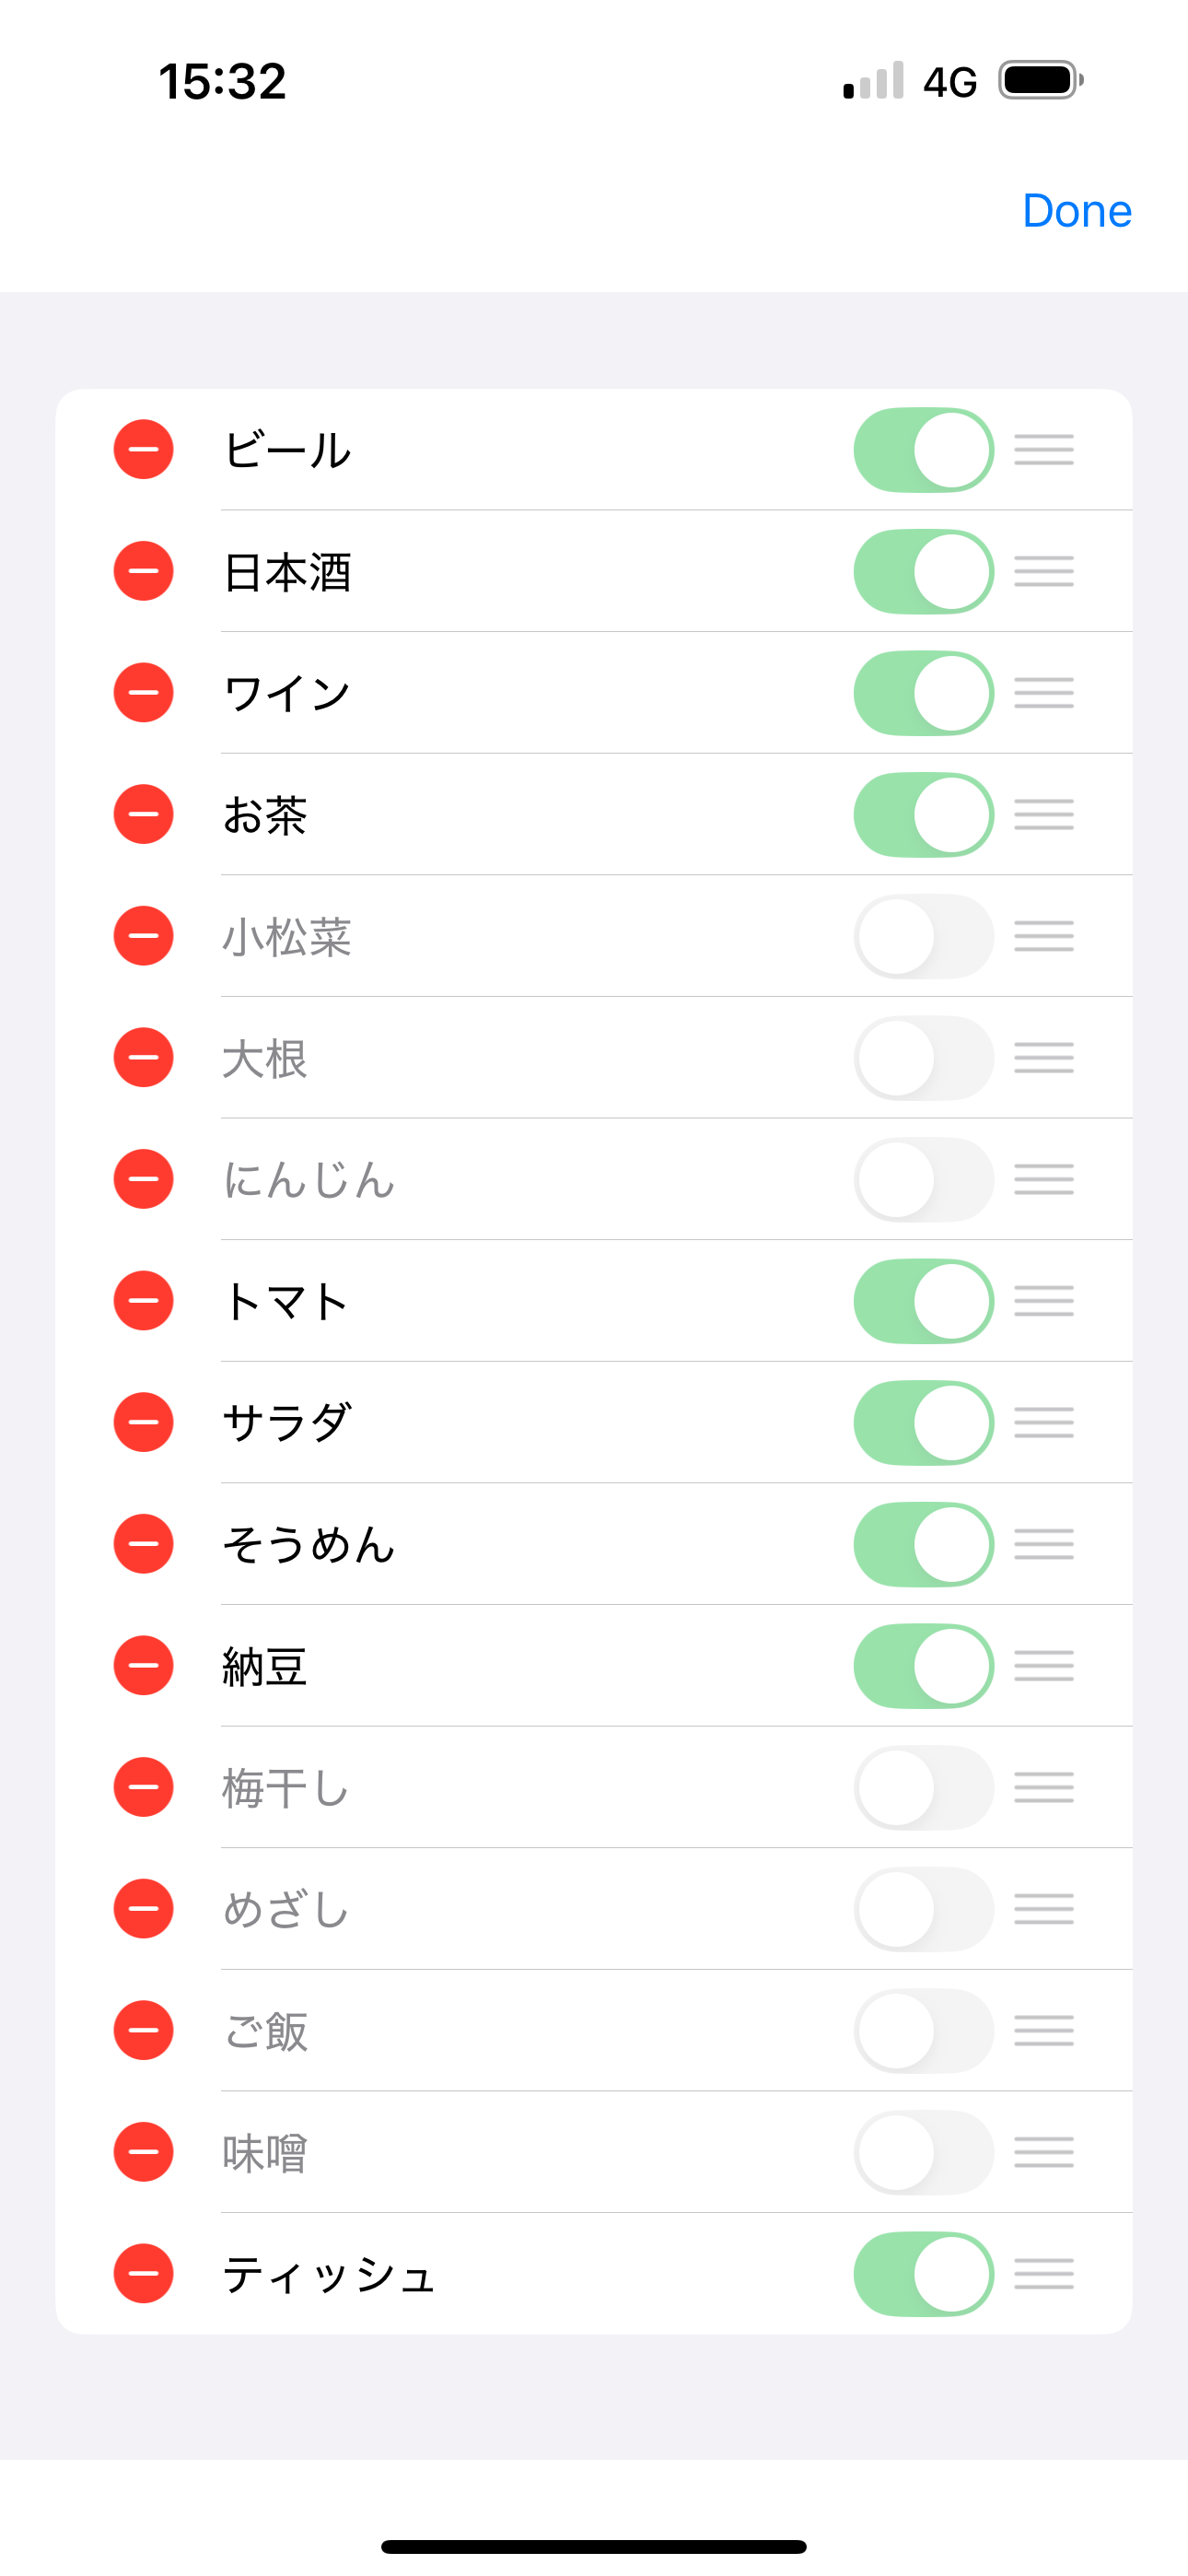 15:32
4G
Done
ビール
日本酒
ワイン
お茶
小松菜
大根
にんじん
トマト
サラダ
そうめん
納豆
梅干し
めざし
ご飯
味噌
ティッシュ